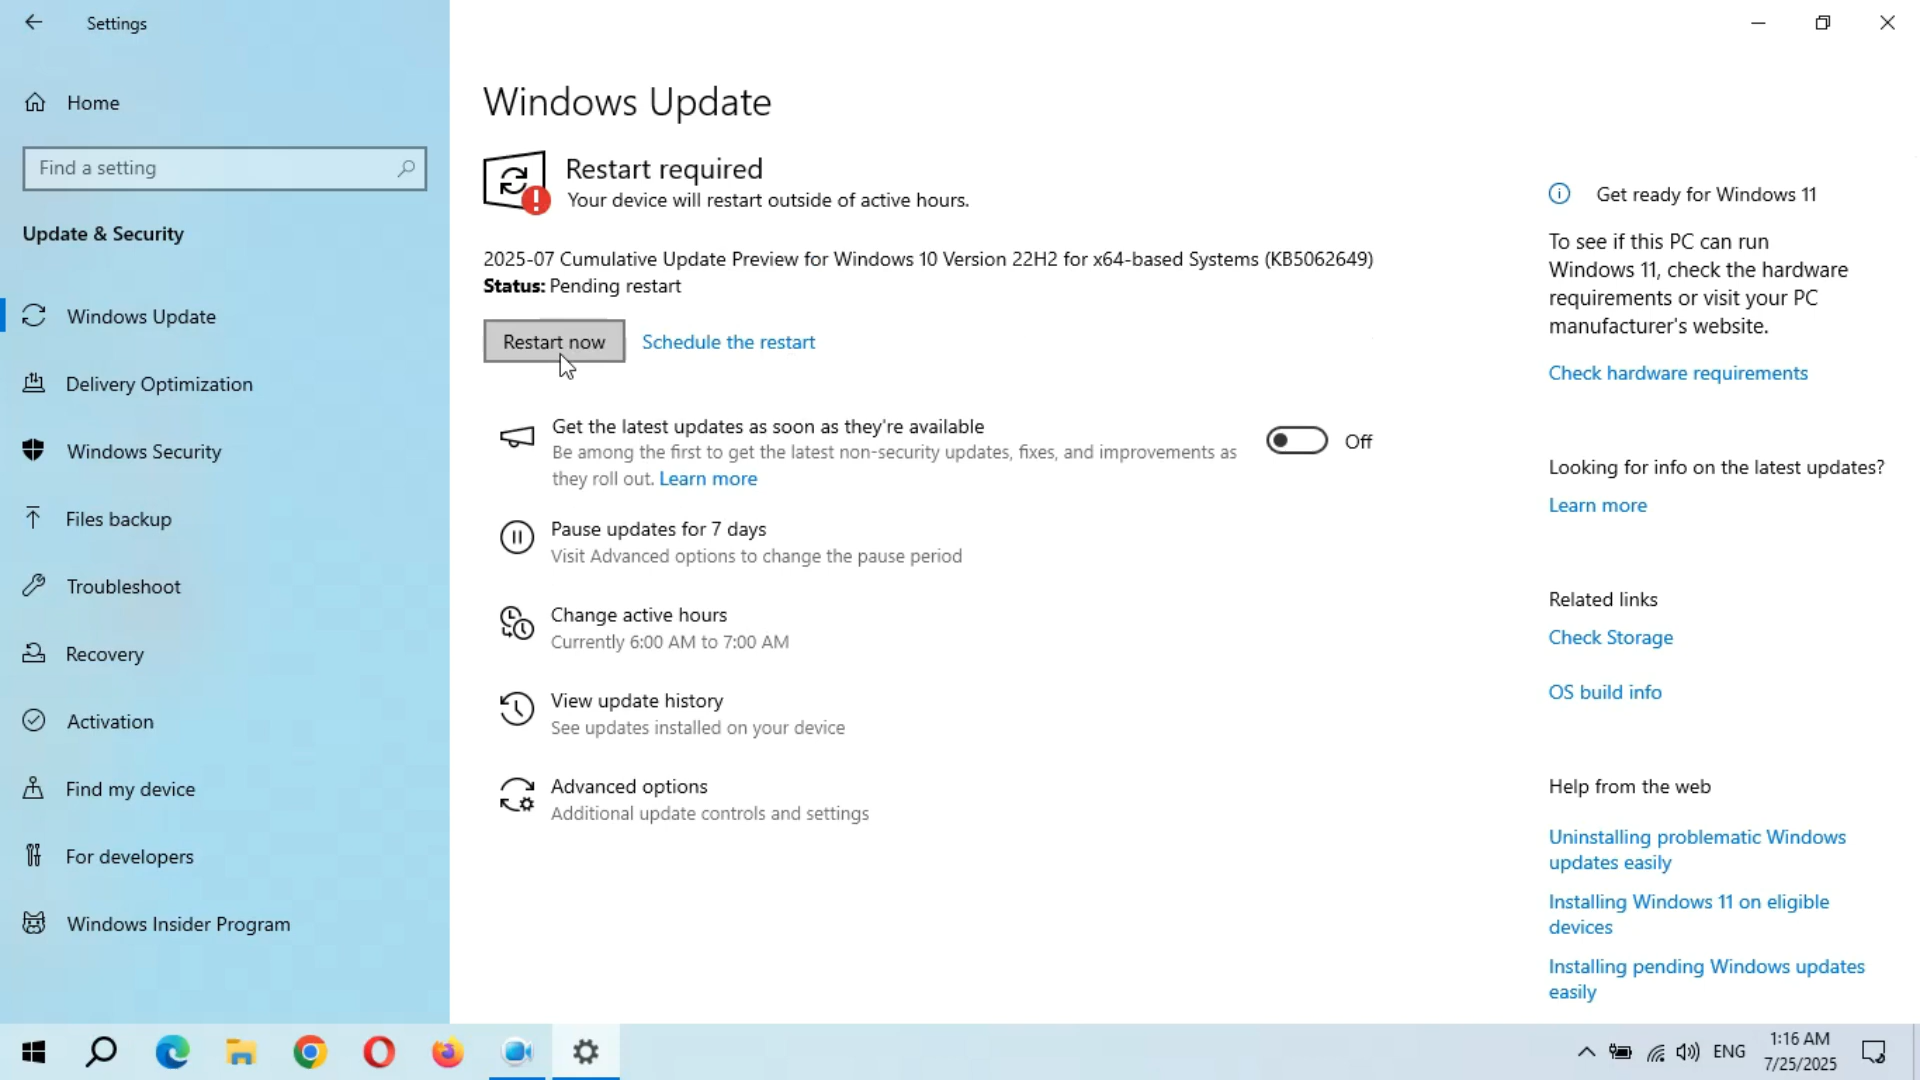 Settings
Home
Find a setting
Update & Security
Windows Update
Delivery Optimization
Windows Security
Files backup
Troubleshoot
Recovery
Activation
Find my device
For developers
Windows Insider Program
Windows Update
Restart required
Your device will restart outside of active hours.
2025-07 Cumulative Update Preview for Windows 10 Version 22H2 for x64-based Systems (KB5062649)
Status: Pending restart
Restart now
Schedule the restart
Get the latest updates as soon as they're available
Be among the first to get the latest non-security updates, fixes, and improvements as
they roll out. Learn more
Off
Pause updates for 7 days
Visit Advanced options to change the pause period
Change active hours
Currently 6:00 AM to 7:00 AM
View update history
See updates installed on your device
Advanced options
Additional update controls and settings
Get ready for Windows 11
To see if this PC can run
Windows 11, check the hardware
requirements or visit your PC
manufacturer's website.
Check hardware requirements
Looking for info on the latest updates?
Learn more
Related links
Check Storage
OS build info
Help from the web
Uninstalling problematic Windows
updates easily
Installing Windows 11 on eligible
devices
Installing pending Windows updates
easily
ENG
1:16 AM
7/25/2025